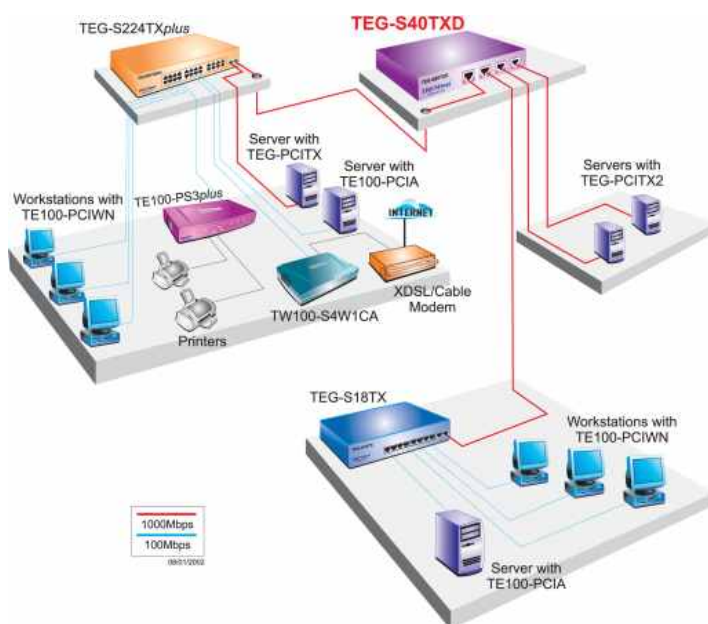 TEG-S224TXplus
TEG-S40TXD
Server with
TEG-PCITX
Server with
TE100-PCIA
Servers with
TEG-PCITX2
Workstations with
TE100-PCIWN
TE100-PS3plus
INTERNET
Printers
TW100-S4W1CA
XDSL/Cable
Modem
TEG-S18TX
Workstations with
TE100-PCIWN
Server with
TE100-PCIA
1000Mbps
100Mbps